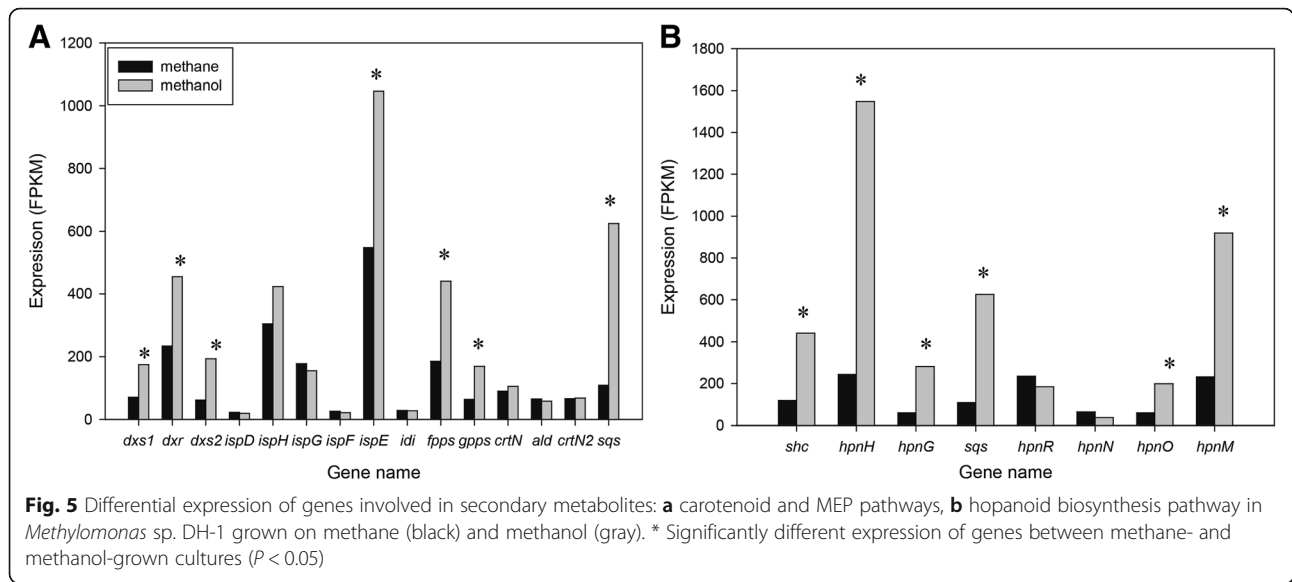 A
1200
1000
800
600
400
200
0
Expresison (FPKM)
methane
methanol
* * * * * * *
dxs1 dxr dxs2 ispD ispH ispG ispF ispE idi fpps gpps crtN ald crtN2 sqs
Gene name
B
1800
1600
1400
1200
1000
800
600
400
200
0
Expression (FPKM)
* * * * * *
shc hpnH hpnG sqs hpnR hpnN hpnO hpnM
Gene name
Fig. 5 Differential expression of genes involved in secondary metabolites: a carotenoid and MEP pathways, b hopanoid biosynthesis pathway in
Methylomonas sp. DH-1 grown on methane (black) and methanol (gray). * Significantly different expression of genes between methane- and
methanol-grown cultures (P < 0.05)